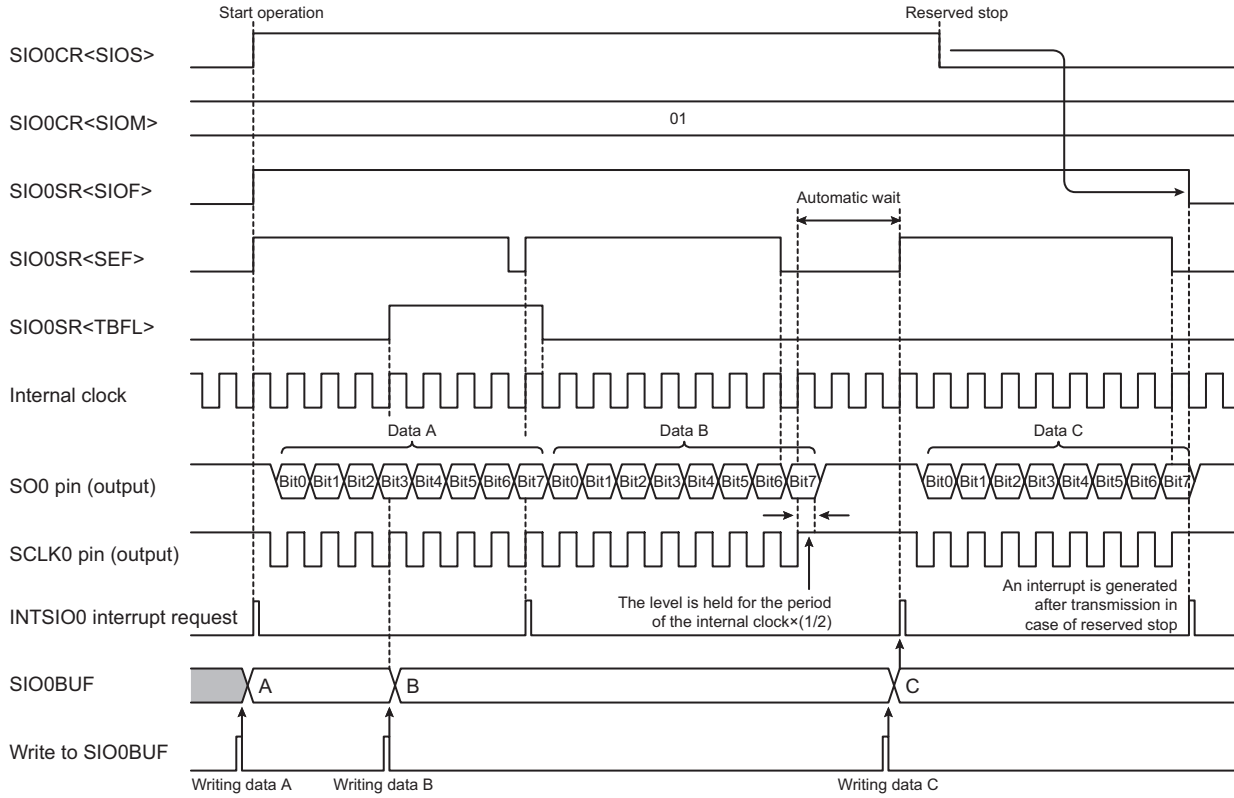 Start operation
Reserved stop
SIO0CR<SIOS>
SIO0CR<SIOM>
01
SIO0SR<SIOF>
Automatic wait
SIO0SR<SEF>
SIO0SR<TBFL>
Internal clock
Data A
Data B
Data C
SO0 pin (output)
Bit0 Bit1 Bit2 Bit3 Bit4 Bit5 Bit6 Bit7 Bit0 Bit1 Bit2 Bit3 Bit4 Bit5 Bit6 Bit7 Bit0 Bit1 Bit2 Bit3 Bit4 Bit5 Bit6 Bit7
SCLK0 pin (output)
The level is held for the period
of the internal clock×(1/2)
An interrupt is generated
after transmission in
case of reserved stop
INTSIO0 interrupt request
SIO0BUF
A
B
C
Write to SIO0BUF
Writing data A
Writing data B
Writing data C